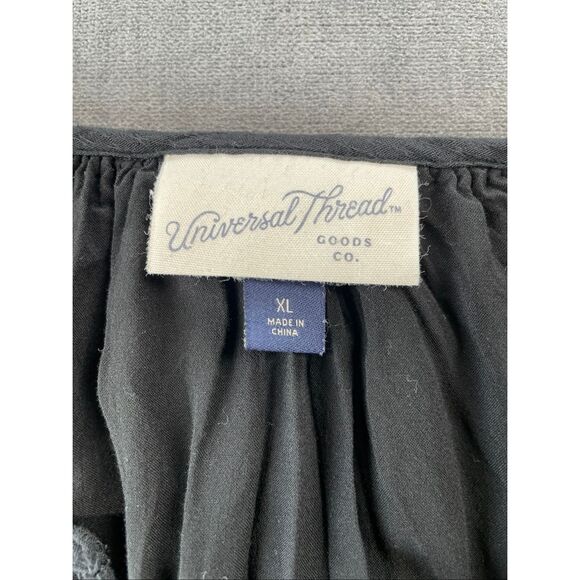 Universal Thread™
GOODS
CO.
XL
MADE IN
CHINA